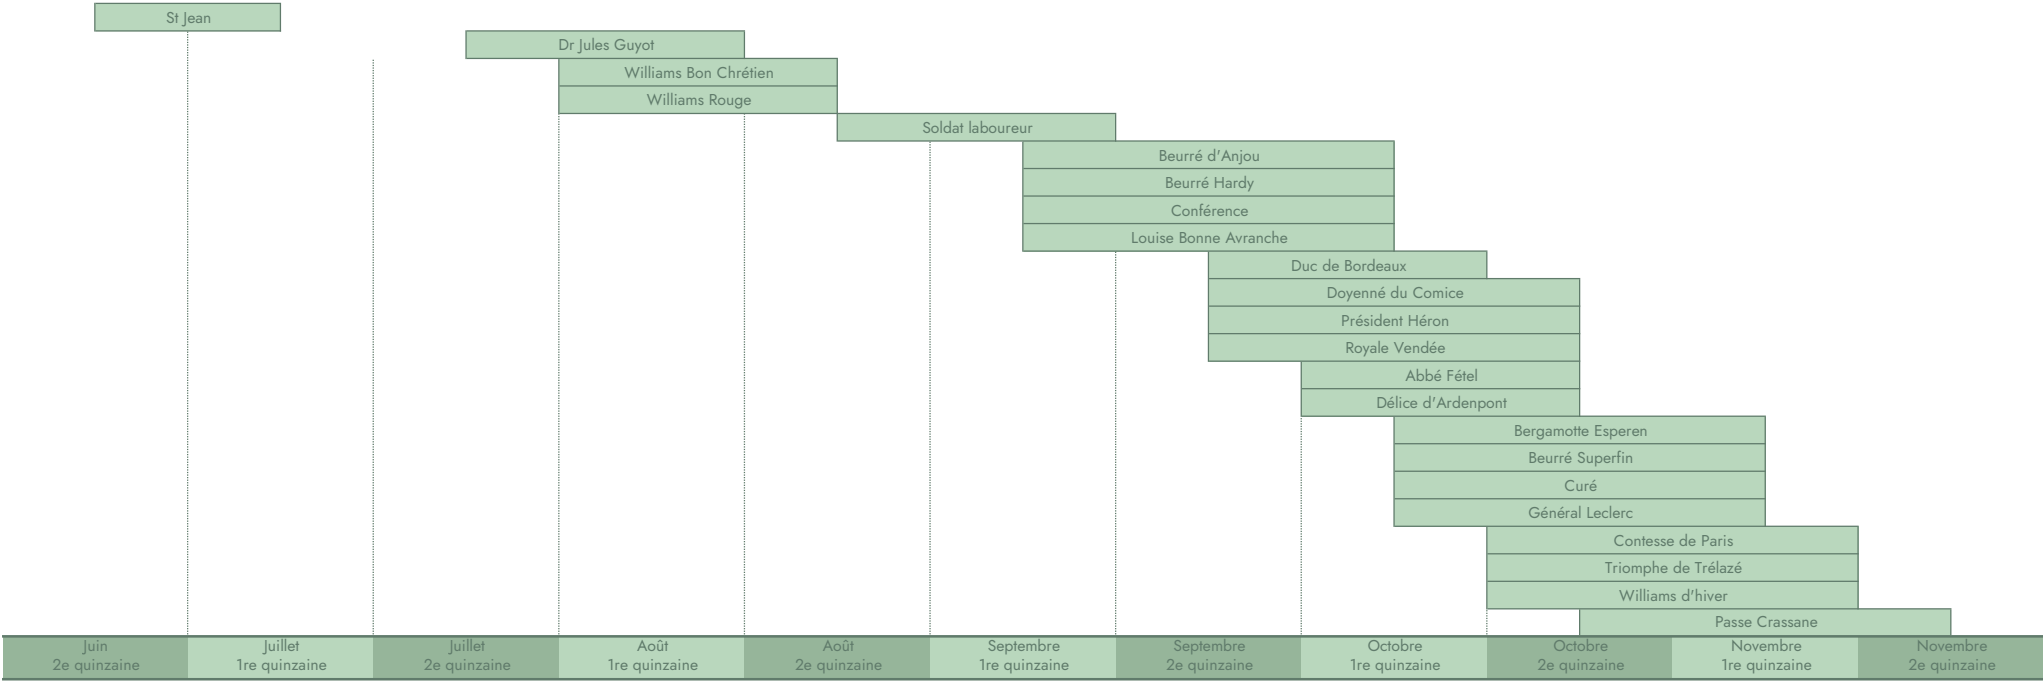 St Jean
Dr Jules Guyot
Williams Bon Chrétien
Williams Rouge
Soldat laboureur
Beurré d'Anjou
Beurré Hardy
Conférence
Louise Bonne Avranche
Duc de Bordeaux
Doyenné du Comice
Président Héron
Royale Vendée
Abbé Fétel
Délice d'Ardenpont
Bergamotte Esperen
Beurré Superfin
Curé
Général Leclerc
Contesse de Paris
Triomphe de Trélazé
Williams d'hiver
Passe Crassane
Juin Juillet Juillet Août Août Septembre Septembre Octobre Octobre Novembre Novembre
2e quinzaine 1re quinzaine 2e quinzaine 1re quinzaine 2e quinzaine 1re quinzaine 2e quinzaine 1re quinzaine 2e quinzaine 1re quinzaine 2e quinzaine